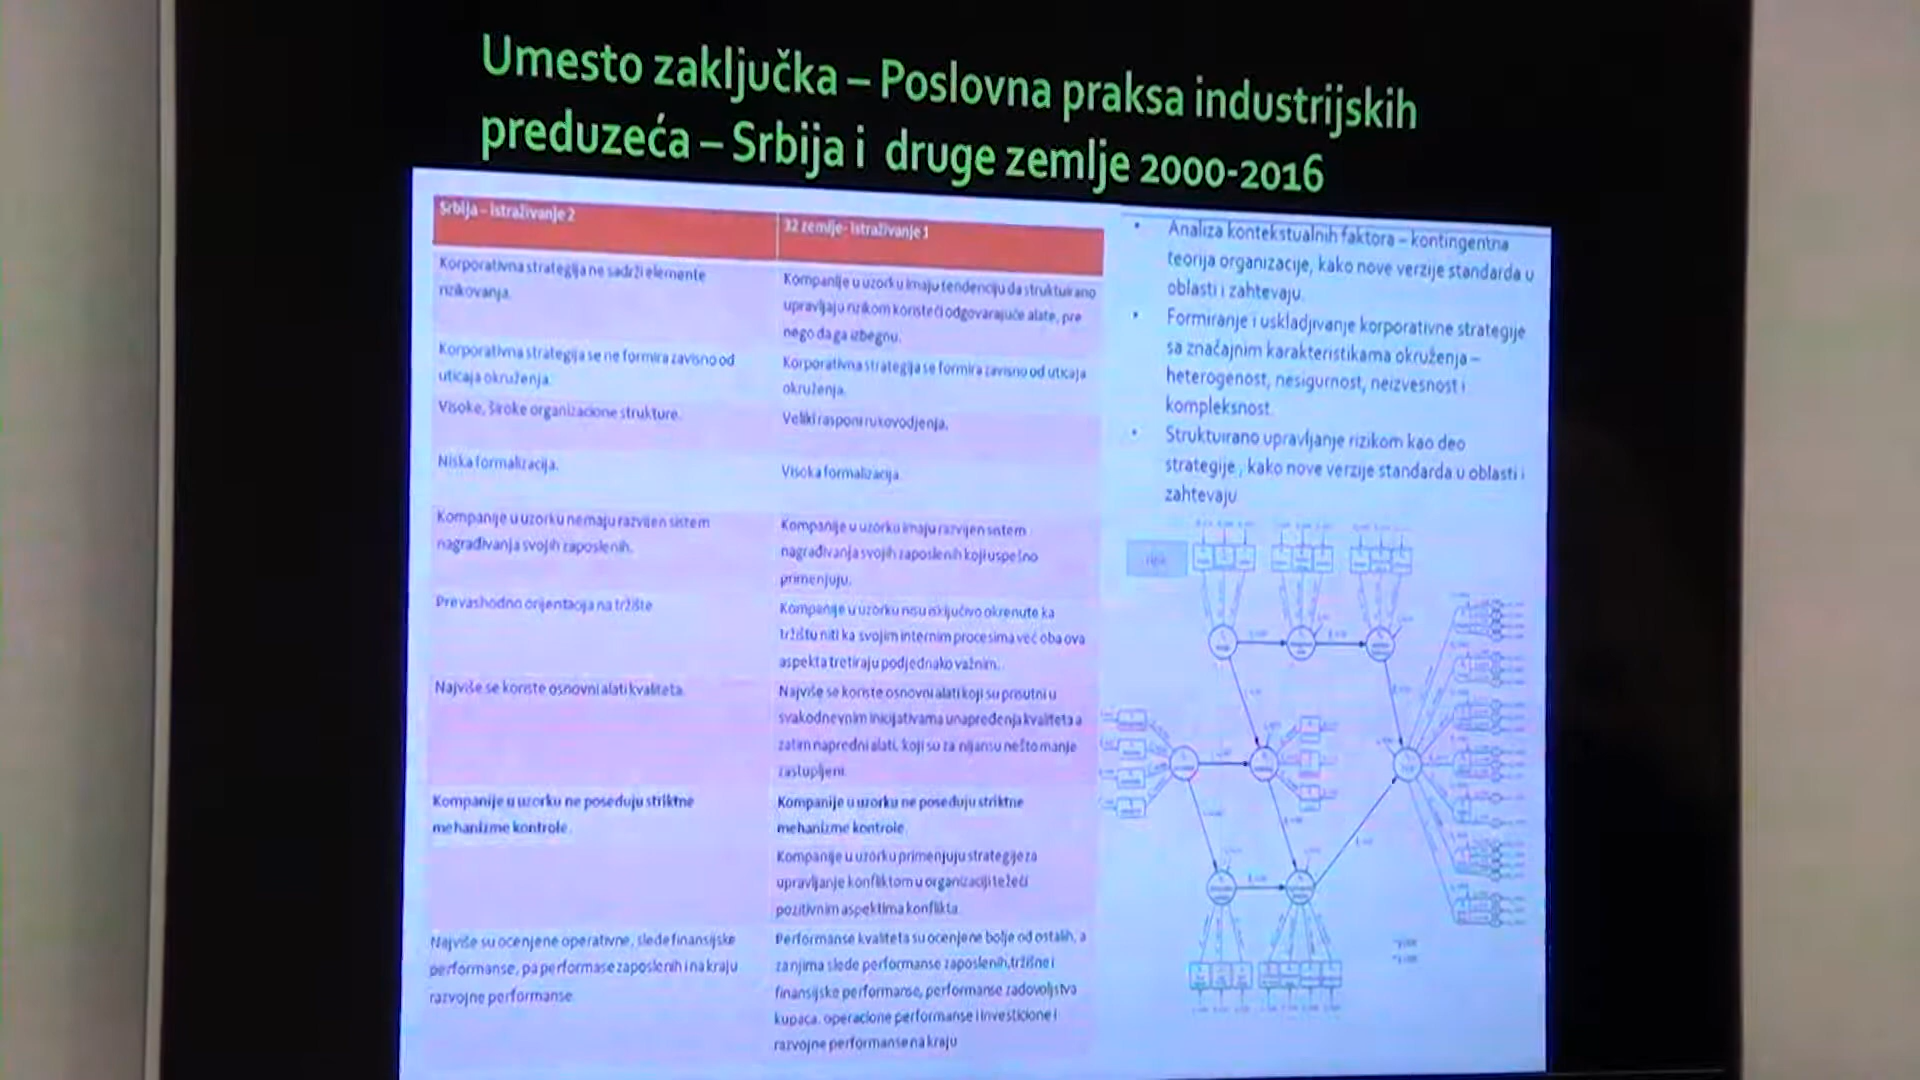 Umesto zaključka – Poslovna praksa industrijskih
preduzeća – Srbija i druge zemlje 2000-2016
Srbija – Istraživanje 2
32 zemlje- Istraživanje 1
Korporativna strategija ne sadrži elemente
rizikovanja.
Kompanije u uzorku imaju tendenciju da strukturano
upravljaju rizikom koristeći odgovarajuće alate, pre
nego da ga izbegnu.
Korporativna strategija se ne formira zavisno od
uticaja okruženja.
Korporativna strategija se formira zavisno od uticaja
okruženja.
Visoke, široke organizacione strukture.
Veliki rasponi rukovodjenja.
Niska formalizacija.
Visoka formalizacija.
Kompanije u uzorku nemaju razvijen sistem
nagrađivanja svojih zaposlenih.
Kompanije u uzorku imaju razvijen sistem
nagrađivanja svojih zaposlenih koji uspešno
primenjuju.
Prevashodno orijentacija na tržište
Kompanije u uzorku nisu isključivo okrenute ka
tržištu niti ka svojim internim procesima već oba ova
aspekta tretiraju podjednako važnim.
Najviše se koriste osnovni alati kvaliteta.
Najviše se koriste osnovni alati koji su prisutni u
svakodnevnim inicijativama unapređenja kvaliteta a
zatim napredni alati, koji su za nijansu nešto manje
zastupljeni.
Kompanije u uzorku ne poseduju striktne
mehanizme kontrole.
Kompanije u uzorku ne poseduju striktne
mehanizme kontrole.
Kompanije u uzorku primenjuju strategije za
upravljanje konfliktom u organizaciji težeći
pozitivnim aspektima konflikta.
Najviše su ocenjene operativne, slede finansijske
performanse, pa performase zaposlenih i na kraju
razvojne performanse.
Performanse kvaliteta su ocenjene bolje od ostalih, a
za njima slede performanse zaposlenih,tržišne i
finansijske performanse, performanse zadovoljstva
kupaca, operacione performanse i investicione i
razvojne performanse na kraju
• Analiza kontekstualnih faktora – kontingentna
teorija organizacije, kako nove verzije standarda u
oblasti i zahtevaju.
• Formiranje i uskladjivanje korporativne strategije
sa značajnim karakteristikama okruženja –
heterogenost, nesigurnost, neizvesnost i
kompleksnost.
• Struktuirano upravljanje rizikom kao deo
strategije , kako nove verzije standarda u oblasti i
zahtevaju